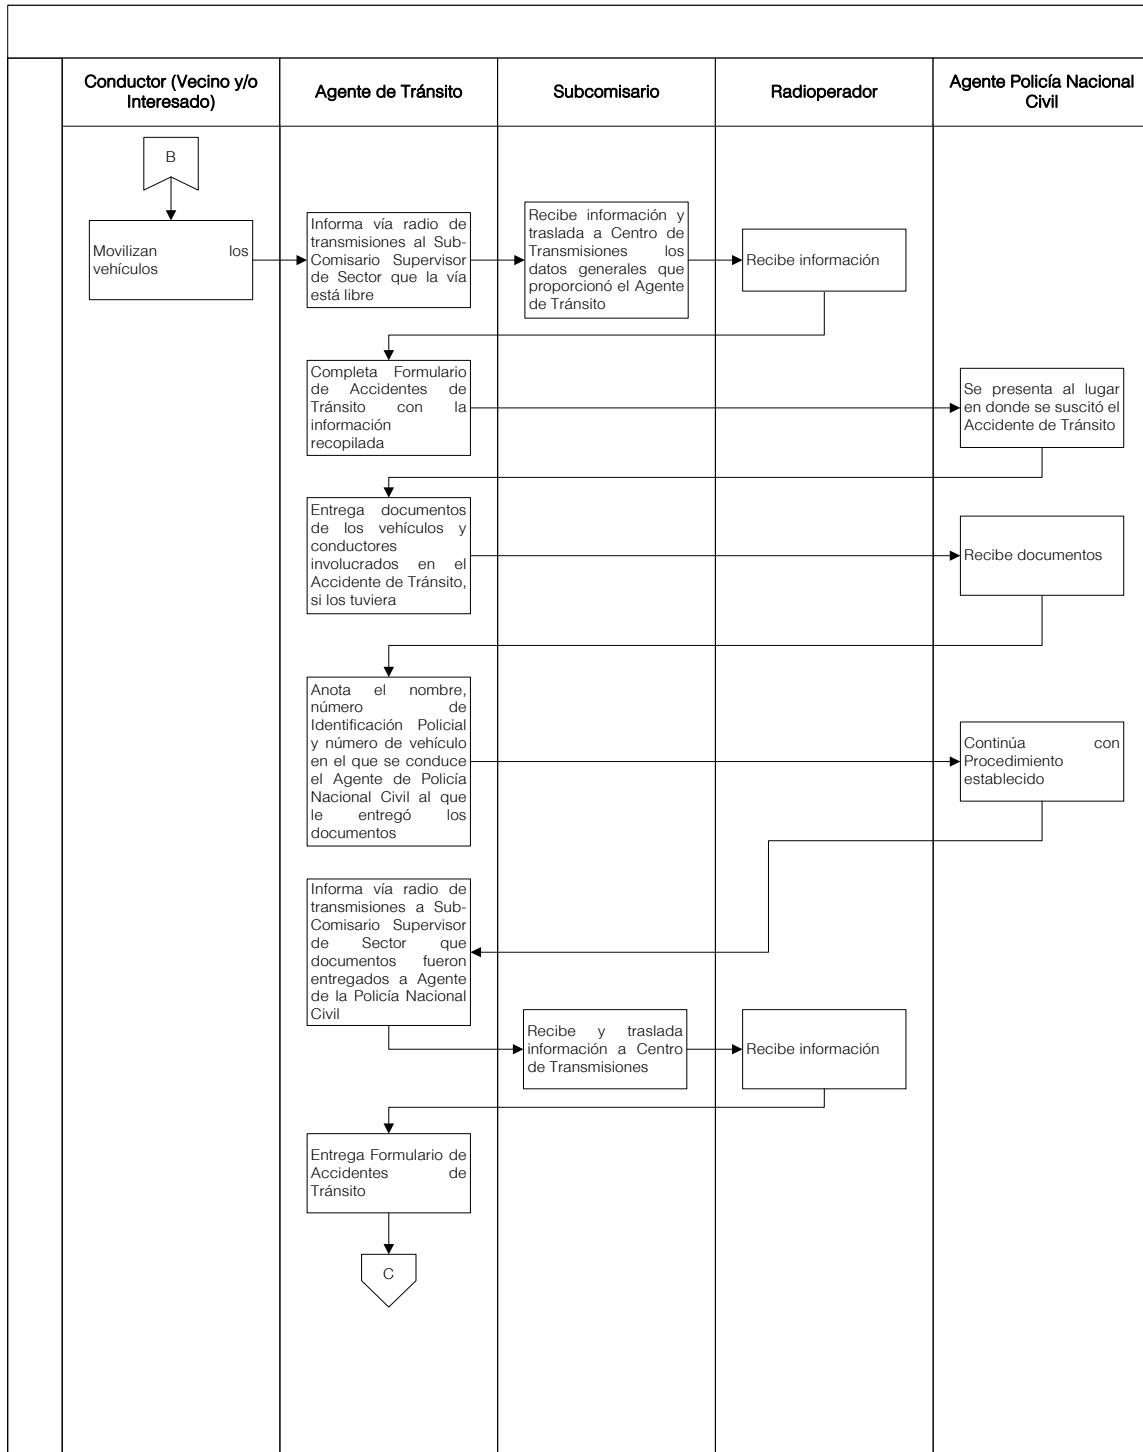 Conductor (Vecino y/o
Interesado)
Agente de Tránsito
Subcomisario
Radioperador
Agente Policía Nacional
Civil
B
Movilizan los
vehículos
Informa vía radio de
transmisiones al Sub-
Comisario Supervisor
de Sector que la vía
está libre
Recibe información y
traslada a Centro de
Transmisiones los
datos generales que
proporcionó el Agente
de Tránsito
Recibe información
Completa Formulario
de Accidentes de
Tránsito con la
información
recopilada
Se presenta al lugar
en donde se suscitó el
Accidente de Tránsito
Entrega documentos
de los vehículos y
conductores
involucrados en el
Accidente de Tránsito,
si los tuviera
Recibe documentos
Anota el nombre,
número de
Identificación Policial
y número de vehículo
en el que se conduce
el Agente de Policía
Nacional Civil al que
le entregó los
documentos
Continúa con
Procedimiento
establecido
Informa vía radio de
transmisiones a Sub-
Comisario Supervisor
de Sector que
documentos fueron
entregados a Agente
de la Policía Nacional
Civil
Recibe y traslada
información a Centro
de Transmisiones
Recibe información
Entrega Formulario de
Accidentes de
Tránsito
C